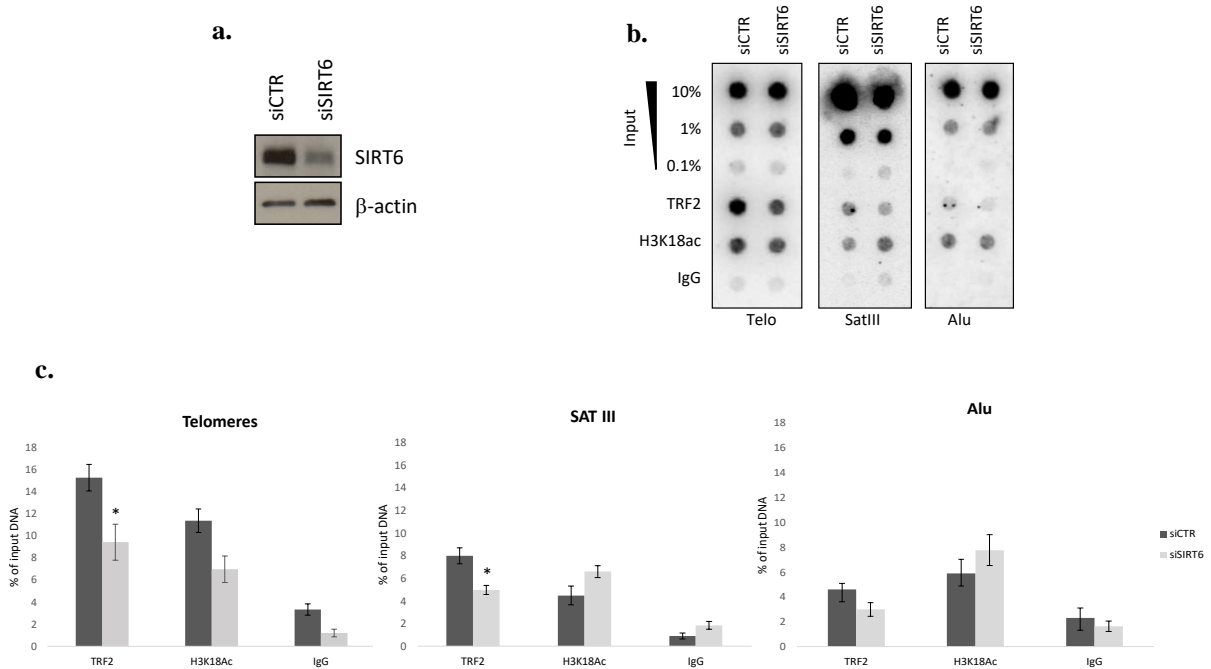 a.
siCTR
siSIRT6
SIRT6
β-actin
b.
siCTR
siSIRT6
siCTR
siSIRT6
siCTR
siSIRT6
Input
10%
1%
0.1%
TRF2
H3K18ac
IgG
Telo
SatIII
Alu
c.
Telomeres
% of input DNA
18
16
14
12
10
8
6
4
2
0
*
TRF2
H3K18Ac
IgG
SAT III
% of input DNA
18
16
14
12
10
8
6
4
2
0
*
TRF2
H3K18Ac
IgG
Alu
% of input DNA
18
16
14
12
10
8
6
4
2
0
TRF2
H3K18Ac
IgG
siCTR
siSIRT6